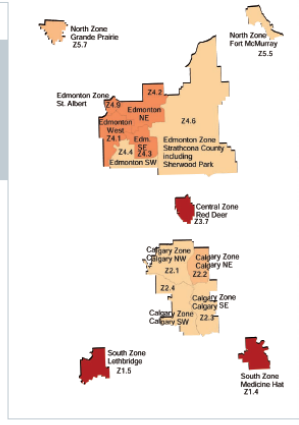 North Zone
Grande Prairie
Z5.7
North Zone
Fort McMurray
Z5.5
Edmonton Zone
St. Albert
Z4.9
Z4.2
Edmonton
NE
Edmonton
West
Z4.1
Z4.4
Edm.
SE
Z4.3
Edmonton SW
Z4.6
Edmonton Zone
Strathcona County
including
Sherwood Park
Central Zone
Red Deer
Z3.7
Calgary Zone
Calgary NW
Z2.1
Calgary Zone
Calgary NE
Z2.2
Z2.4
Calgary Zone
Calgary SW
Calgary Zone
Calgary SE
Z2.3
South Zone
Lethbridge
Z1.5
South Zone
Medicine Hat
Z1.4